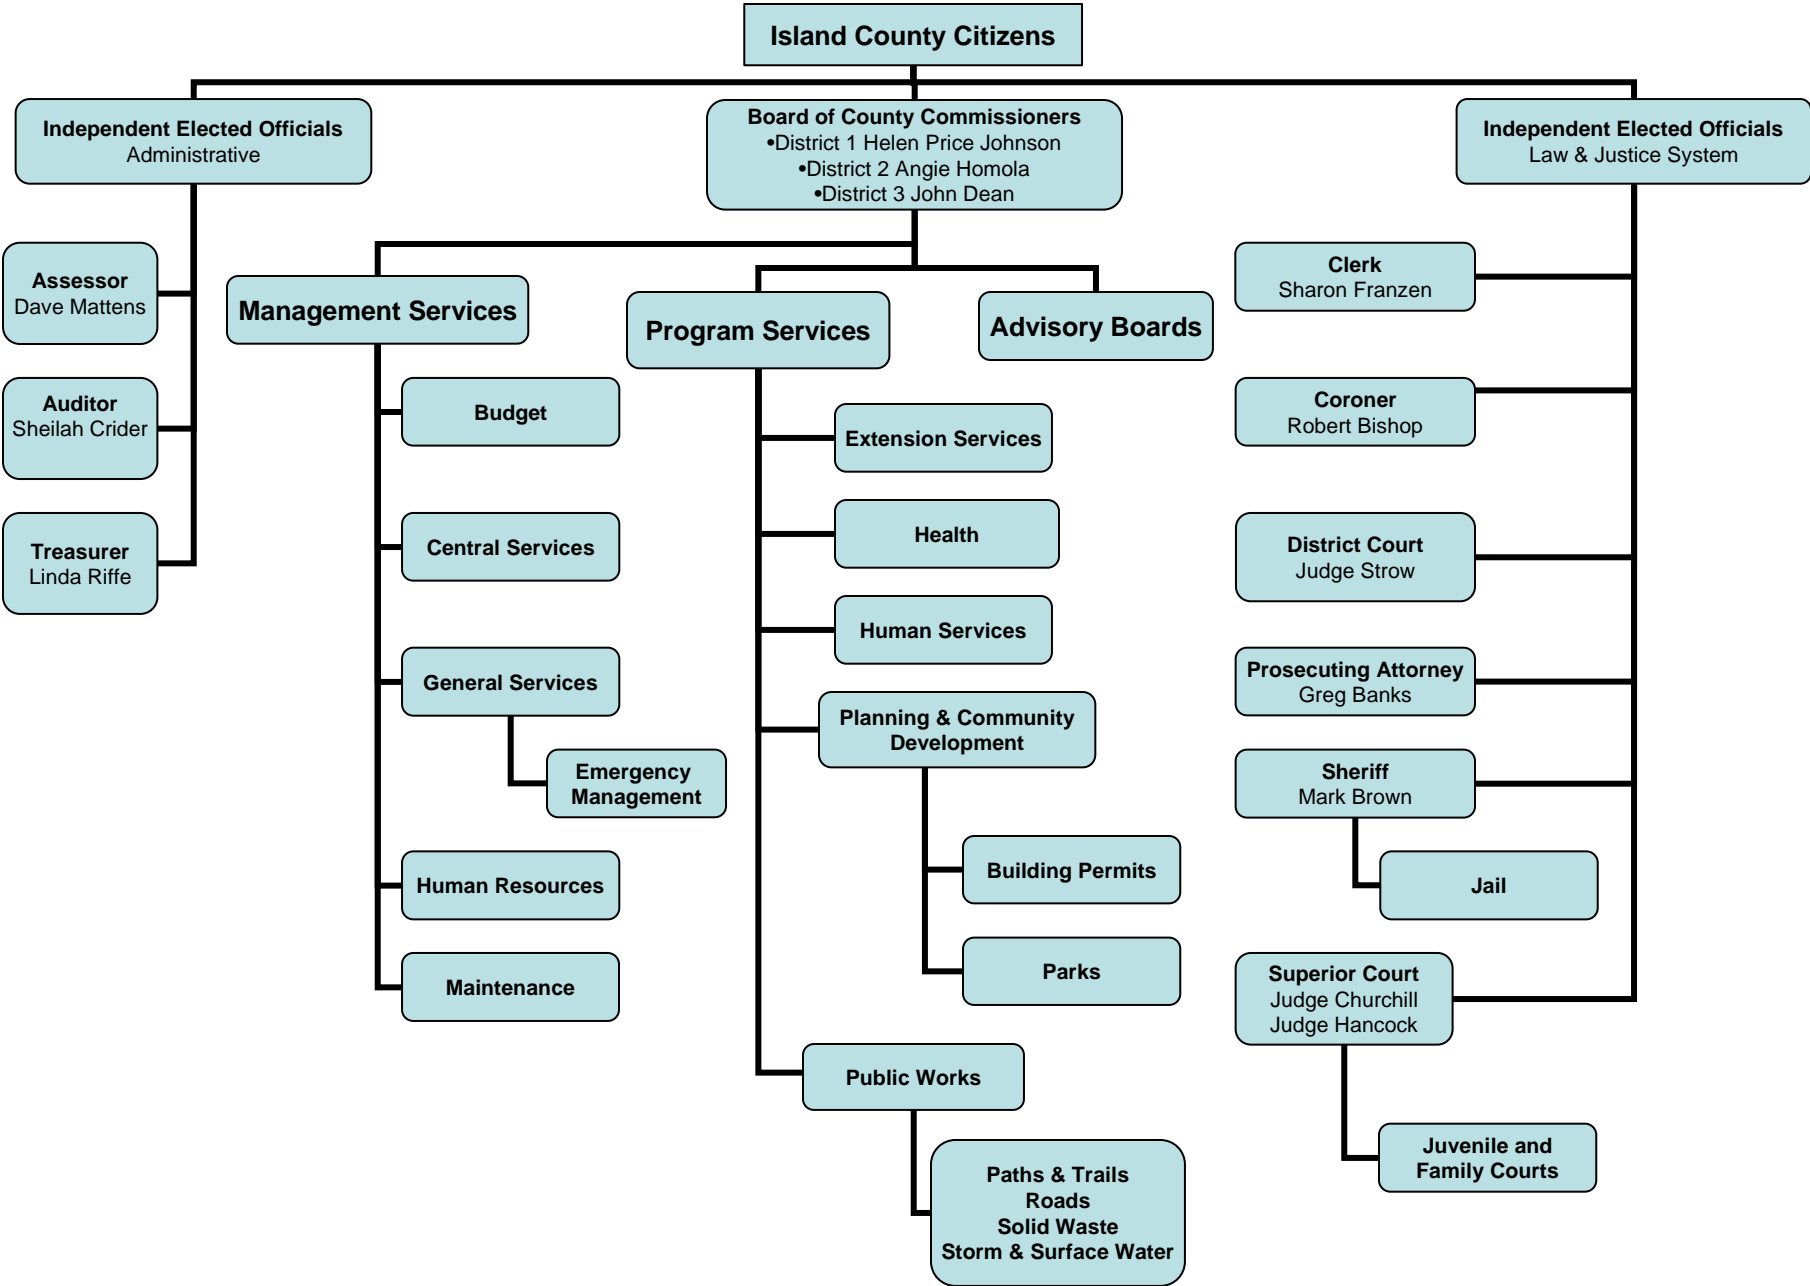 Island County Citizens
Independent Elected Officials
Administrative
Assessor
Dave Mattens
Auditor
Sheilah Crider
Treasurer
Linda Riffe
Board of County Commissioners
•District 1 Helen Price Johnson
•District 2 Angie Homola
•District 3 John Dean
Management Services
Budget
Central Services
General Services
Emergency
Management
Human Resources
Maintenance
Program Services
Extension Services
Health
Human Services
Planning & Community
Development
Building Permits
Parks
Public Works
Paths & Trails
Roads
Solid Waste
Storm & Surface Water
Advisory Boards
Independent Elected Officials
Law & Justice System
Clerk
Sharon Franzen
Coroner
Robert Bishop
District Court
Judge Strow
Prosecuting Attorney
Greg Banks
Sheriff
Mark Brown
Jail
Superior Court
Judge Churchill
Judge Hancock
Juvenile and
Family Courts